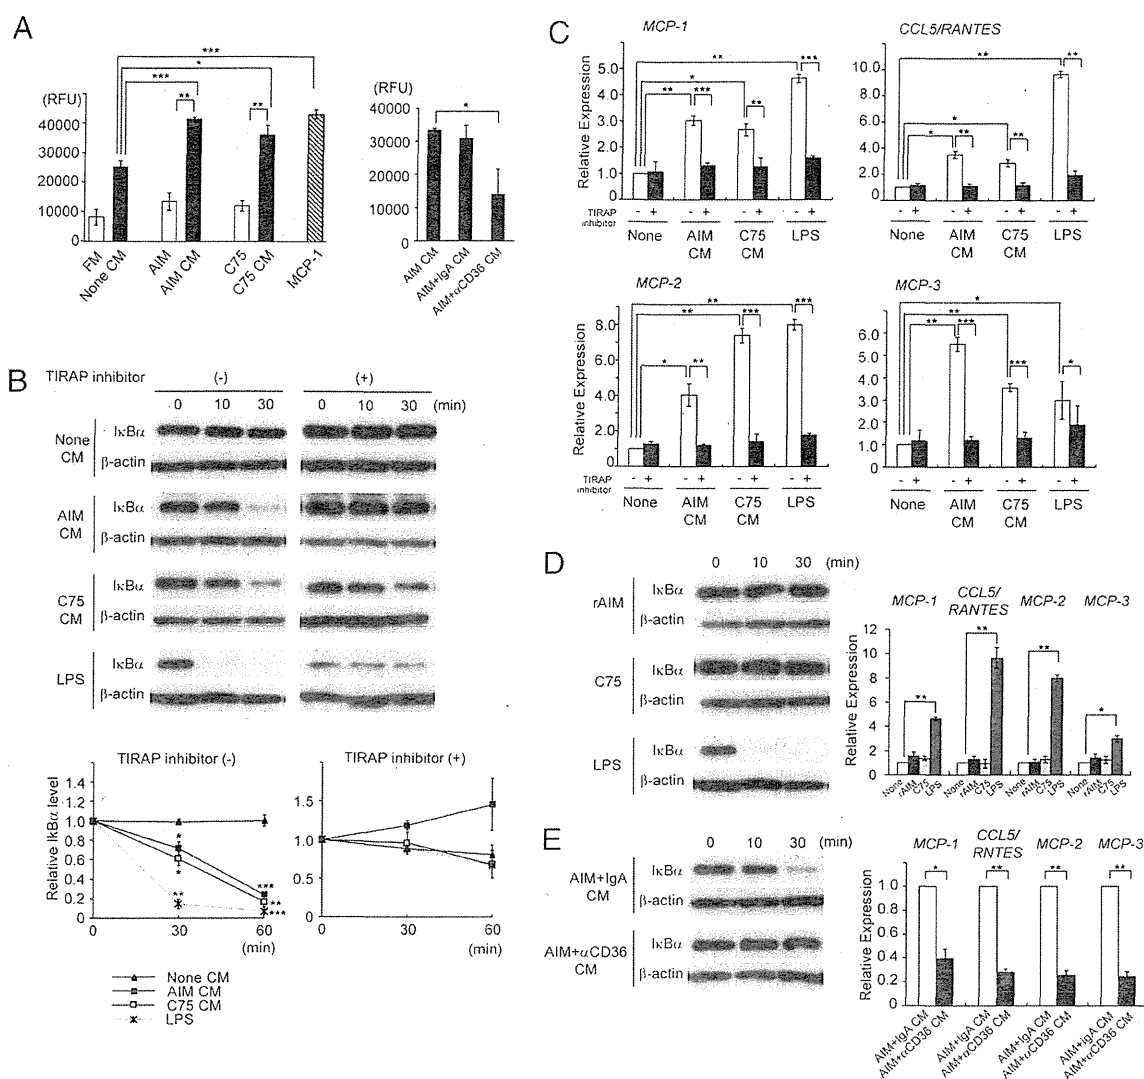 A
***
*
***
(RFU)
**
**
40000
30000
20000
10000
0
FM
None CM
AIM
AIM CM
C75
C75 CM
MCP-1
(RFU)
*
40000
30000
20000
10000
0
AIM CM
AIM+IgA CM
AIM+αCD36 CM
B
TIRAP inhibitor (-) (+)
0 10 30 0 10 30 (min)
None CM
IκBα
β-actin
AIM CM
IκBα
β-actin
C75 CM
IκBα
β-actin
LPS
IκBα
β-actin
TIRAP inhibitor (-)
Relative IkBα level
1.4
1.2
1.0
0.8
0.6
0.4
0.2
0
*
*
**
***
**
***
0 30 60
(min)
TIRAP inhibitor (+)
1.5
1.0
0.5
0
0 30 60
(min)
None CM
AIM CM
C75 CM
LPS
C
MCP-1
Relative Expression
5.0
4.0
3.0
2.0
1.0
0
** *** * ** ** ***
TIRAP inhibitor
- + - + - + - +
None AIM CM C75 CM LPS
CCL5/RANTES
10.0
8.0
6.0
4.0
2.0
0
* ** * ** ** **
- + - + - + - +
None AIM CM C75 CM LPS
MCP-2
Relative Expression
8.0
6.0
4.0
2.0
0
* ** ** *** ** ***
TIRAP inhibitor
- + - + - + - +
None AIM CM C75 CM LPS
MCP-3
6.0
5.0
4.0
3.0
2.0
1.0
0
** *** ** *** * *
- + - + - + - +
None AIM CM C75 CM LPS
D
0 10 30 (min)
rAIM
IκBα
β-actin
C75
IκBα
β-actin
LPS
IκBα
β-actin
MCP-1 CCL5/RANTES MCP-2 MCP-3
Relative Expression
12
10
8
6
4
2
0
** ** ** *
None rAIM C75 LPS None rAIM C75 LPS None rAIM C75 LPS None rAIM C75 LPS
E
0 10 30 (min)
AIM+IgA CM
IκBα
β-actin
AIM+αCD36 CM
IκBα
β-actin
MCP-1 CCL5/RNTES MCP-2 MCP-3
Relative Expression
1.0
0.8
0.6
0.4
0.2
0
* ** ** **
AIM+IgA CM
AIM+αCD36 CM
AIM+IgA CM
AIM+αCD36 CM
AIM+IgA CM
AIM+αCD36 CM
AIM+IgA CM
AIM+αCD36 CM